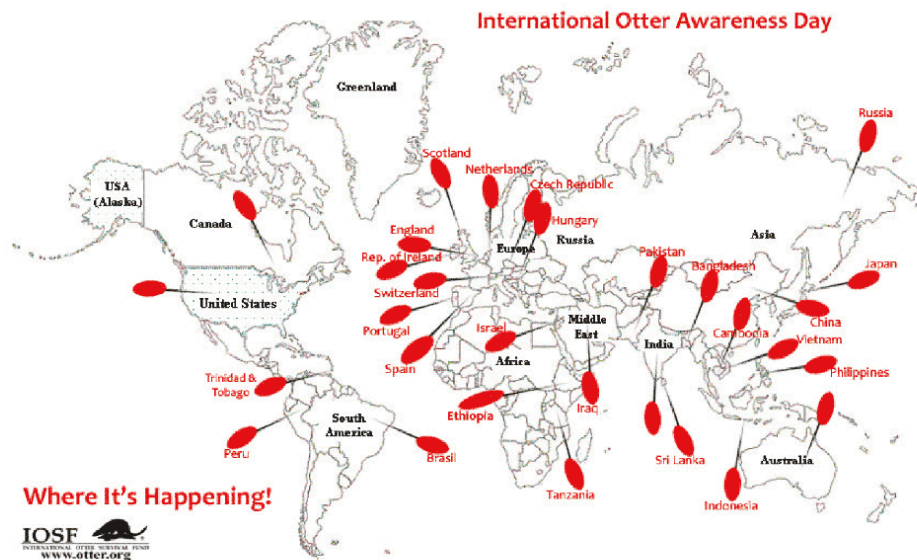 International Otter Awareness Day
Greenland
Russia
Scotland
Netherlands
Czech Republic
USA
(Alaska)
Canada
Hungary
England
Europe
Russia
Asia
Rep. of Ireland
Pakistan
Bangladesh
Japan
Switzerland
United States
Portugal
Israel
Middle
East
India
Cambodia
China
Vietnam
Spain
Africa
Philippines
Trinidad &
Tobago
Ethiopia
Iraq
South
America
Peru
Brasil
Sri Lanka
Australia
Tanzania
Indonesia
Where It's Happening!
IOSF
INTERNATIONAL OTTER SURVIVAL FUND
www.otter.org